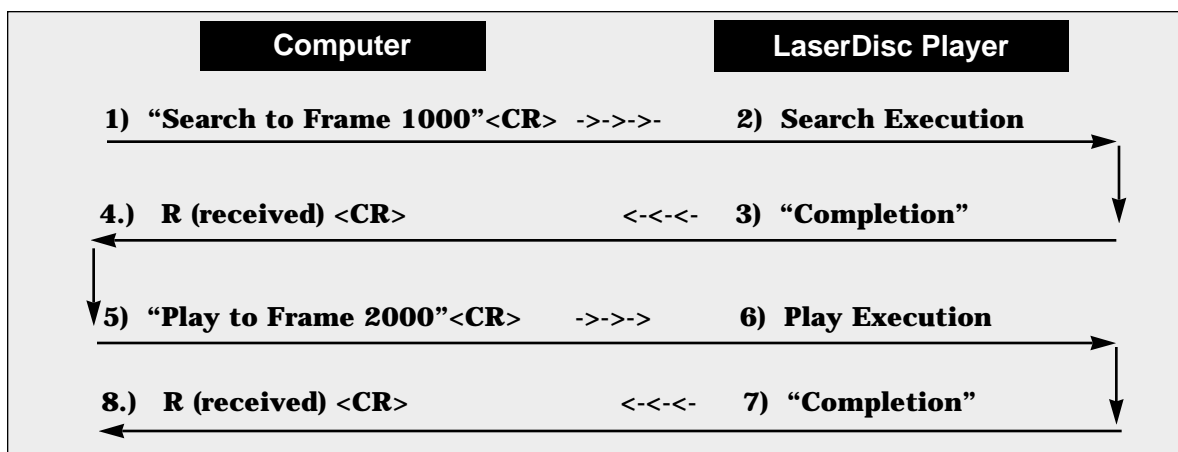 Computer LaserDisc Player
1) “Search to Frame 1000”<CR> ->->->- 2) Search Execution
4.) R (received) <CR> <-<-<- 3) “Completion”
5) “Play to Frame 2000”<CR> ->->-> 6) Play Execution
8.) R (received) <CR> <-<-<- 7) “Completion”